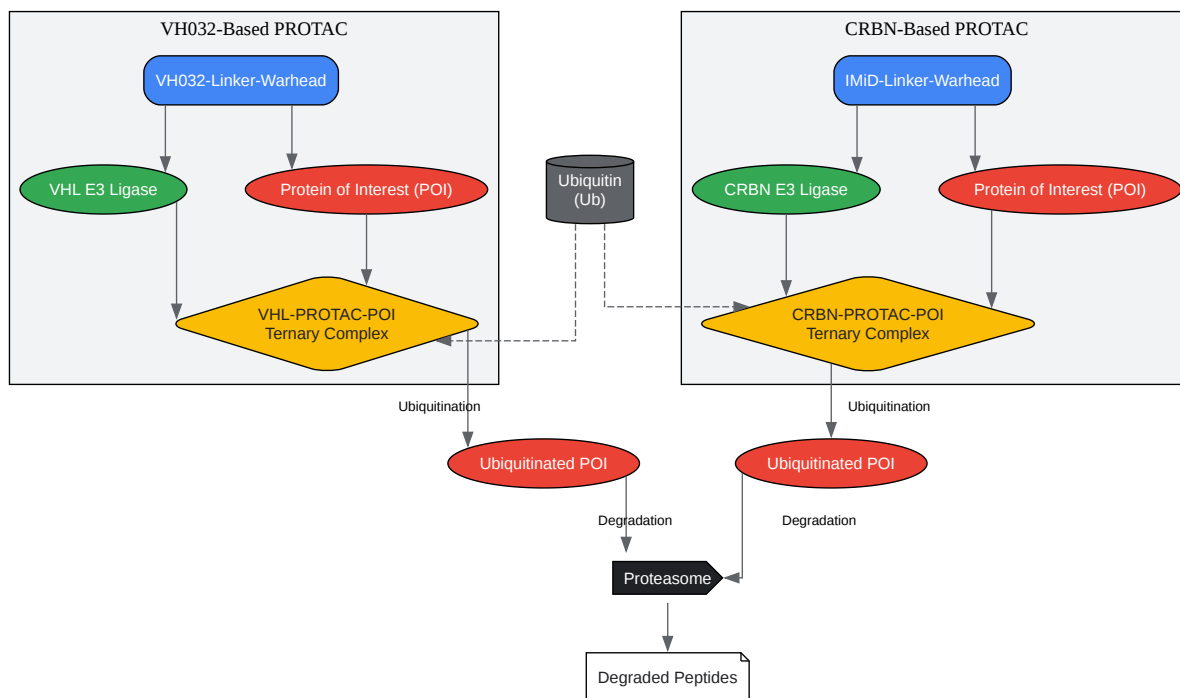 VH032-Based PROTAC
CRBN-Based PROTAC
VH032-Linker-Warhead
IMiD-Linker-Warhead
VHL E3 Ligase
Protein of Interest (POI)
Ubiquitin
(Ub)
CRBN E3 Ligase
Protein of Interest (POI)
VHL-PROTAC-POI
Ternary Complex
CRBN-PROTAC-POI
Ternary Complex
Ubiquitination
Ubiquitination
Ubiquitinated POI
Ubiquitinated POI
Degradation
Degradation
Proteasome
Degraded Peptides